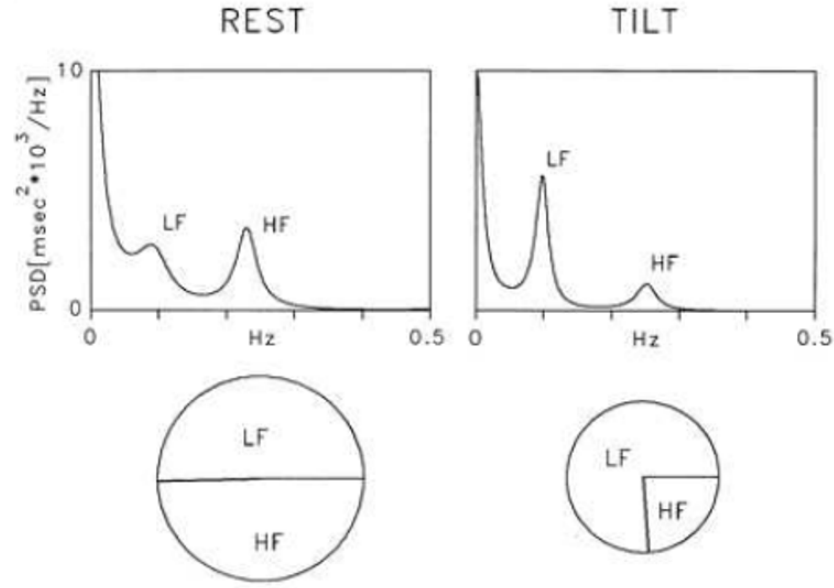 REST
TILT
10
PSD[msec²*10³/Hz]
LF
HF
0
0
Hz
0.5
LF
HF
0
Hz
0.5
LF
HF
LF
HF